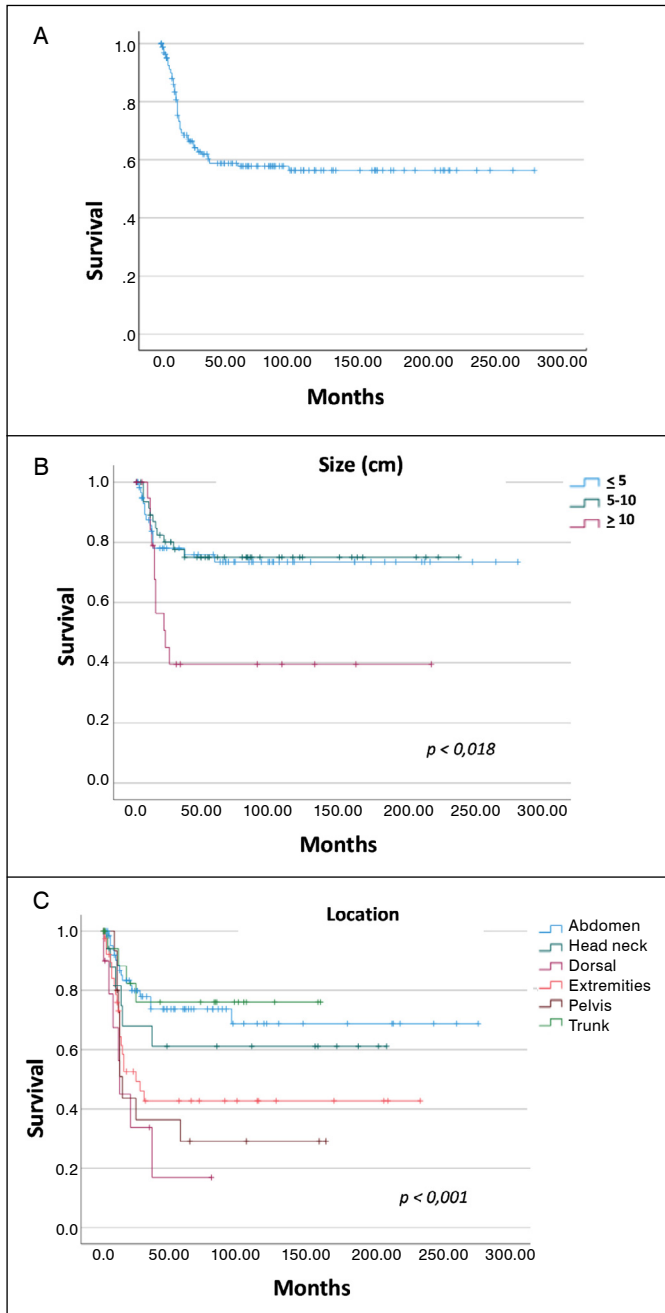 A
1.0
.8
.6
.4
.2
.0
Survival
0.0 50.00 100.00 150.00 200.00 250.00 300.00
Months
B
Size (cm)
≤ 5
5-10
≥ 10
1.0
0.8
0.6
0.4
0.2
0.0
Survival
p < 0,018
0.0 50.00 100.00 150.00 200.00 250.00 300.00
Months
C
Location
Abdomen
Head neck
Dorsal
Extremities
Pelvis
Trunk
1.0
0.8
0.6
0.4
0.2
0.0
Survival
p < 0,001
0.0 50.00 100.00 150.00 200.00 250.00 300.00
Months